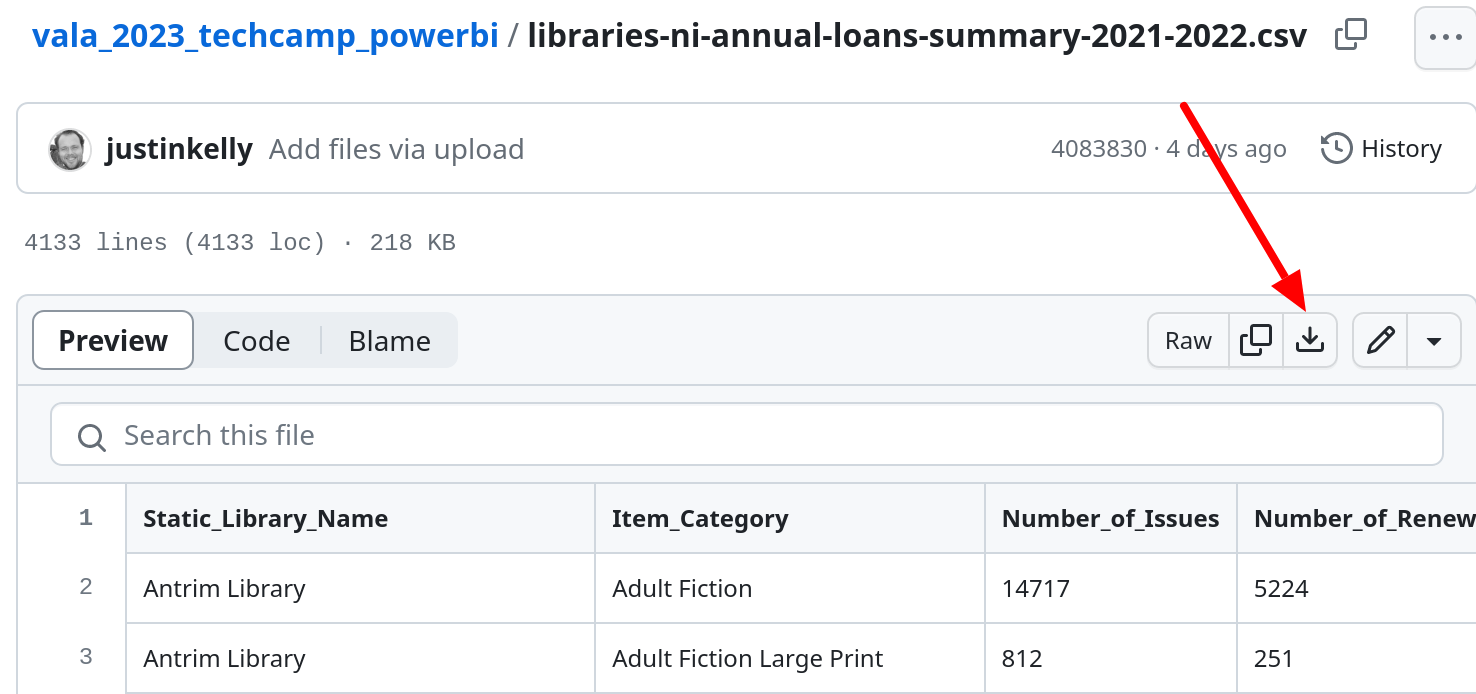 vala_2023_techcamp_powerbi / libraries-ni-annual-loans-summary-2021-2022.csv
justinkelly Add files via upload 4083830 · 4 days ago History
4133 lines (4133 loc) · 218 KB
Preview Code Blame Raw
Search this file
1 Static_Library_Name Item_Category Number_of_Issues Number_of_Renew
2 Antrim Library Adult Fiction 14717 5224
3 Antrim Library Adult Fiction Large Print 812 251